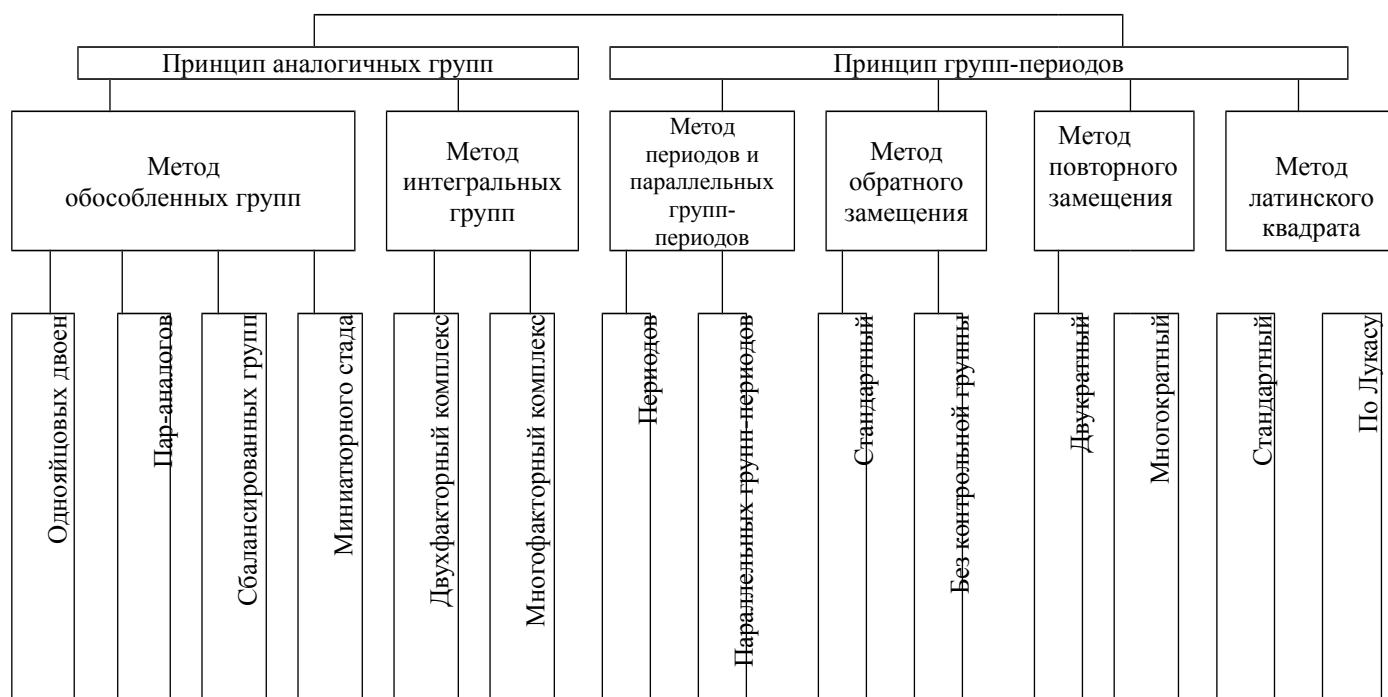 Принцип аналогичных групп
Принцип групп-периодов
Метод
обособленных групп
Метод
интегральных
групп
Метод
периодов и
параллельных
групп-
периодов
Метод
обратного
замещения
Метод
повторного
замещения
Метод
латинского
квадрата
Однояйцовых двоен
Пар-аналогов
Сбалансированных групп
Миниатюрного стада
Двухфакторный комплекс
Многофакторный комплекс
Периодов
Параллельных групп-периодов
Стандартный
Без контрольной грунны
Двукратный
Многократный
Стандартный
По Лукасу